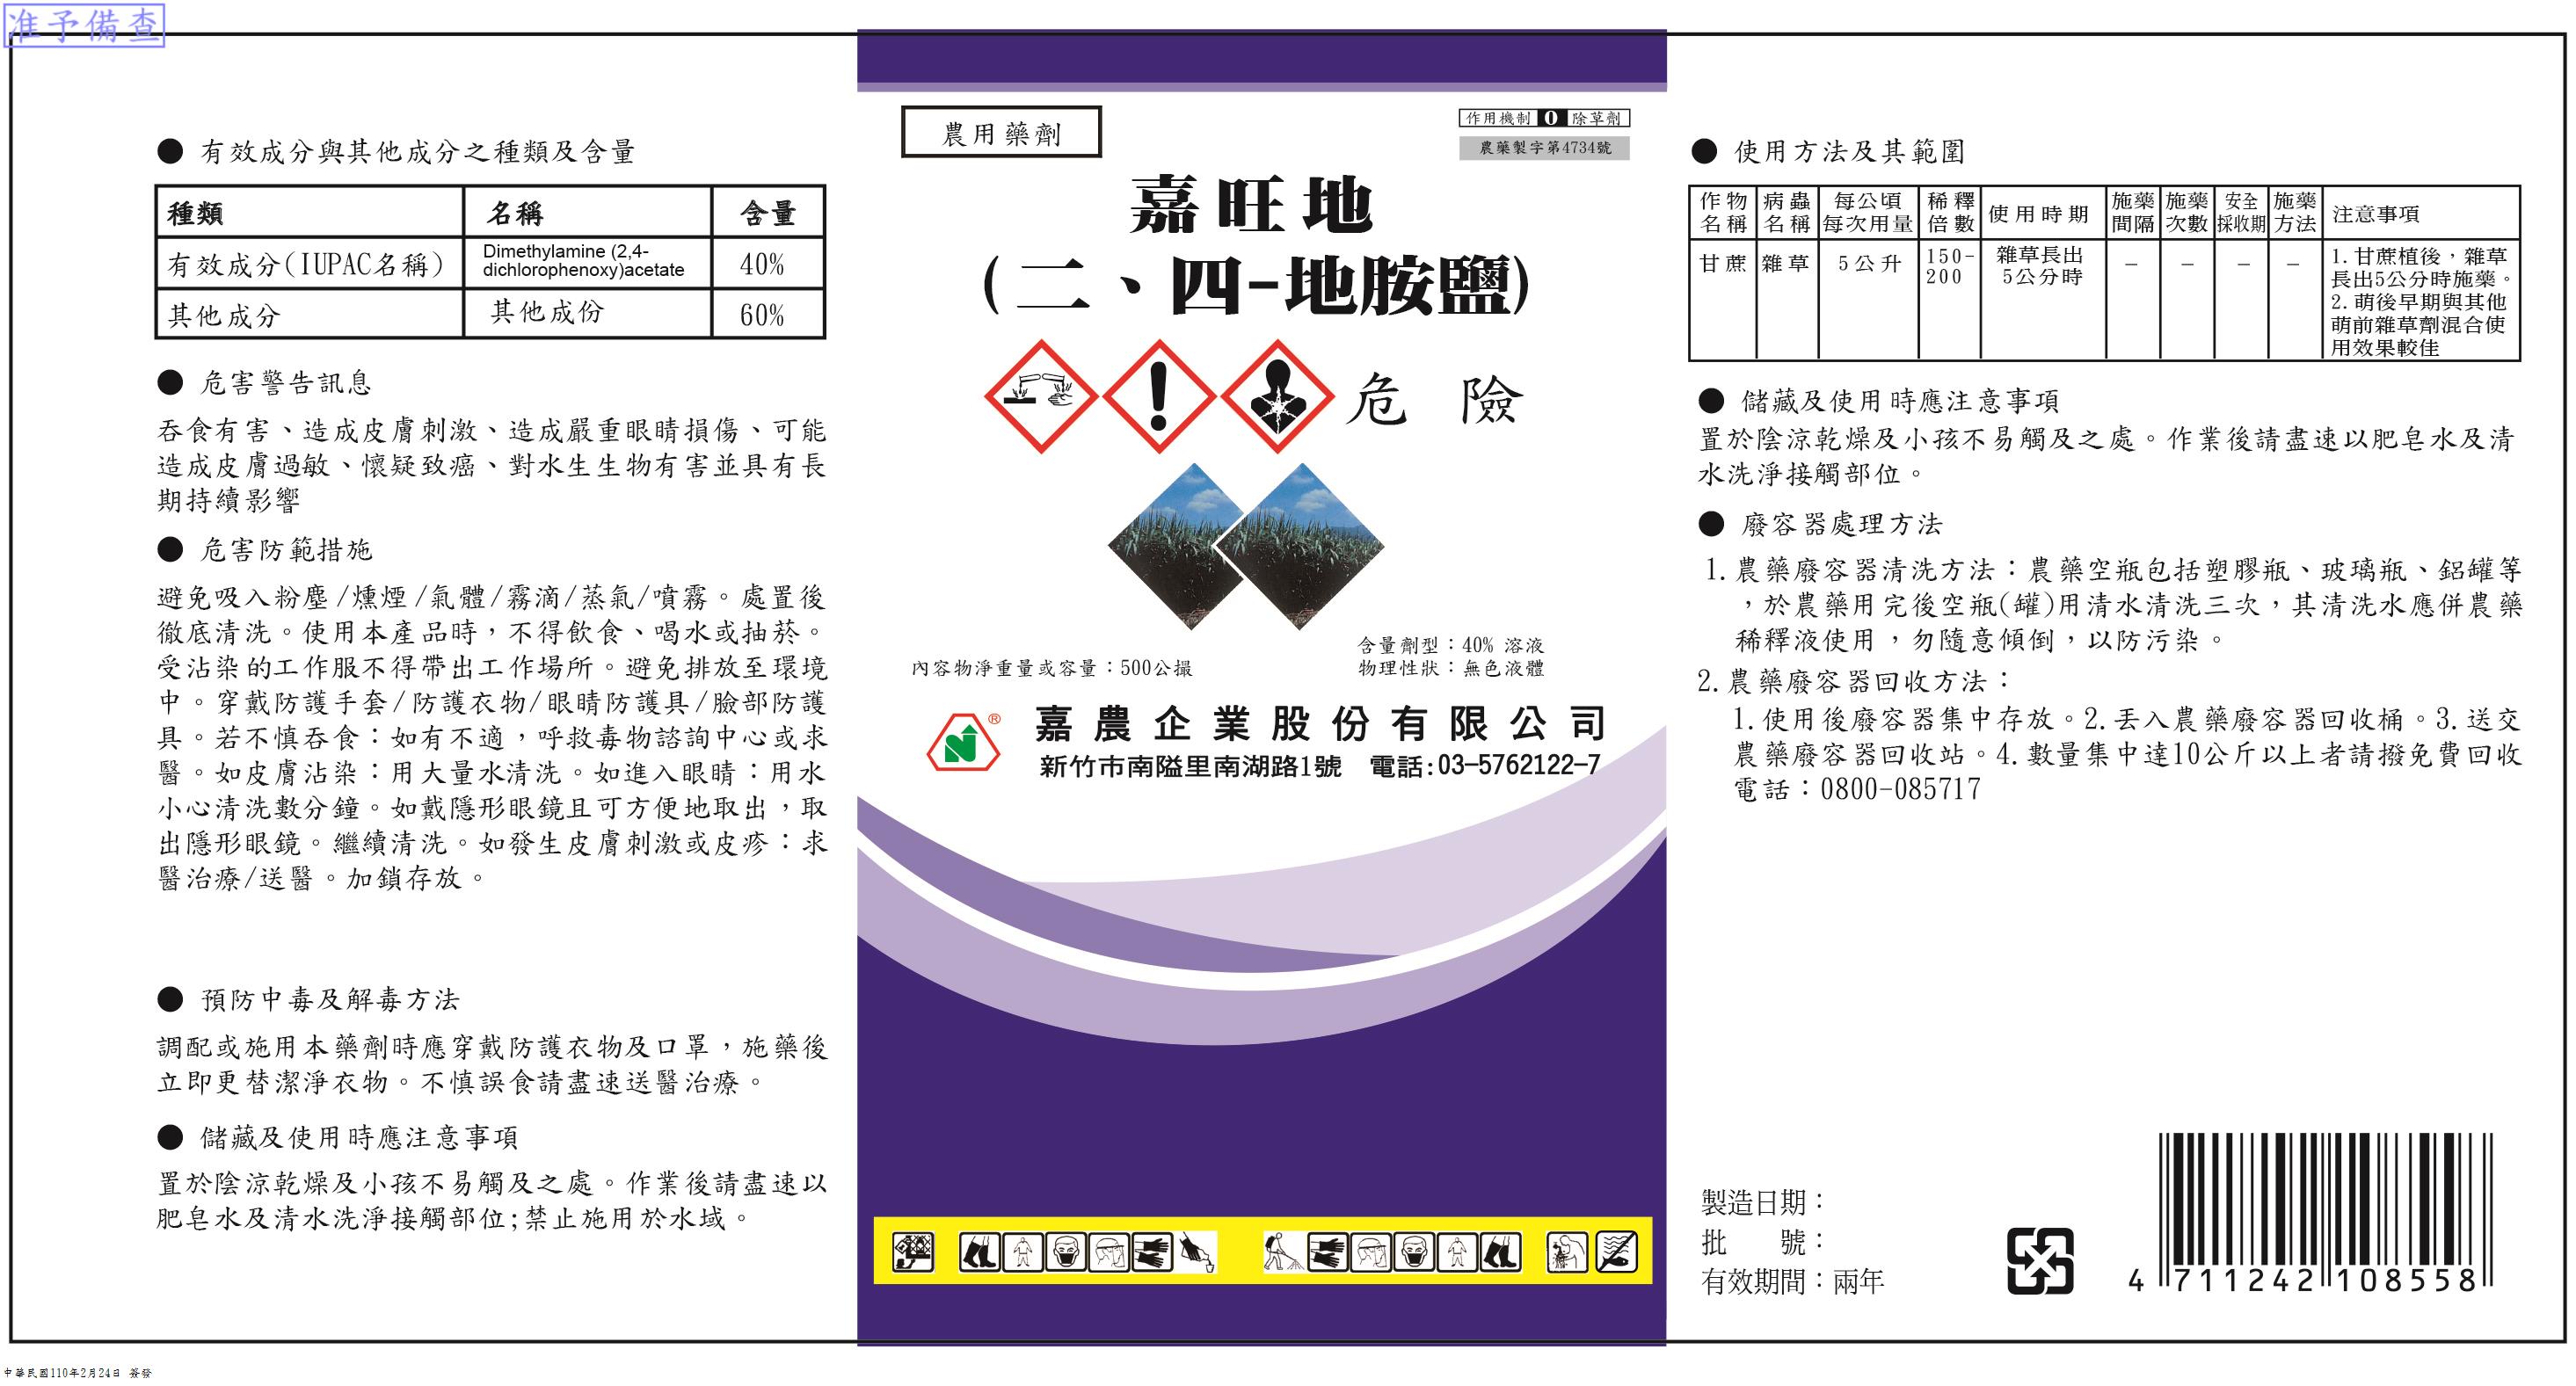 准予備查
● 有效成分與其他成分之種類及含量
種類 名稱 含量
有效成分(IUPAC名稱) Dimethylamine (2,4-
dichlorophenoxy)acetate 40%
其他成分 其他成份 60%
● 危害警告訊息
吞食有害、造成皮膚刺激、造成嚴重眼睛損傷、可能
造成皮膚過敏、懷疑致癌、對水生生物有害並具有長
期持續影響
● 危害防範措施
避免吸入粉塵/燻煙/氣體/霧滴/蒸氣/噴霧。處置後
徹底清洗。使用本產品時，不得飲食、喝水或抽菸。
受沾染的工作服不得帶出工作場所。避免排放至環境
中。穿戴防護手套/防護衣物/眼睛防護具/臉部防護
具。若不慎吞食：如有不適，呼救毒物諮詢中心或求
醫。如皮膚沾染：用大量水清洗。如進入眼睛：用水
小心清洗數分鐘。如戴隱形眼鏡且可方便地取出，取
出隱形眼鏡。繼續清洗。如發生皮膚刺激或皮疹：求
醫治療/送醫。加鎖存放。
● 預防中毒及解毒方法
調配或施用本藥劑時應穿戴防護衣物及口罩，施藥後
立即更替潔淨衣物。不慎誤食請盡速送醫治療。
● 儲藏及使用時應注意事項
置於陰涼乾燥及小孩不易觸及之處。作業後請盡速以
肥皂水及清水洗淨接觸部位;禁止施用於水域。
農用藥劑
作用機制 O 除草劑
農藥製字第4734號
嘉旺地
(二、四-地胺鹽)
危 險
含量劑型：40% 溶液
內容物淨重量或容量：500公撮
物理性狀：無色液體
®
嘉農企業股份有限公司
新竹市南隘里南湖路1號 電話:03-5762122-7
● 使用方法及其範圍
作物名稱 病蟲名稱 每公頃每次用量 稀釋倍數 使用時期 施藥間隔 施藥次數 安全採收期 施藥方法 注意事項
甘蔗 雜草 5公升 150-200 雜草長出5公分時 － － － － 1.甘蔗植後，雜草
長出5公分時施藥。
2.萌後早期與其他
萌前雜草劑混合使
用效果較佳
● 儲藏及使用時應注意事項
置於陰涼乾燥及小孩不易觸及之處。作業後請盡速以肥皂水及清
水洗淨接觸部位。
● 廢容器處理方法
1.農藥廢容器清洗方法：農藥空瓶包括塑膠瓶、玻璃瓶、鋁罐等
，於農藥用完後空瓶(罐)用清水清洗三次，其清洗水應併農藥
稀釋液使用，勿隨意傾倒，以防污染。
2.農藥廢容器回收方法：
1.使用後廢容器集中存放。2.丟入農藥廢容器回收桶。3.送交
農藥廢容器回收站。4.數量集中達10公斤以上者請撥免費回收
電話：0800-085717
製造日期：
批 號：
有效期間：兩年
4 711242 108558
中華民國110年2月24日 簽發